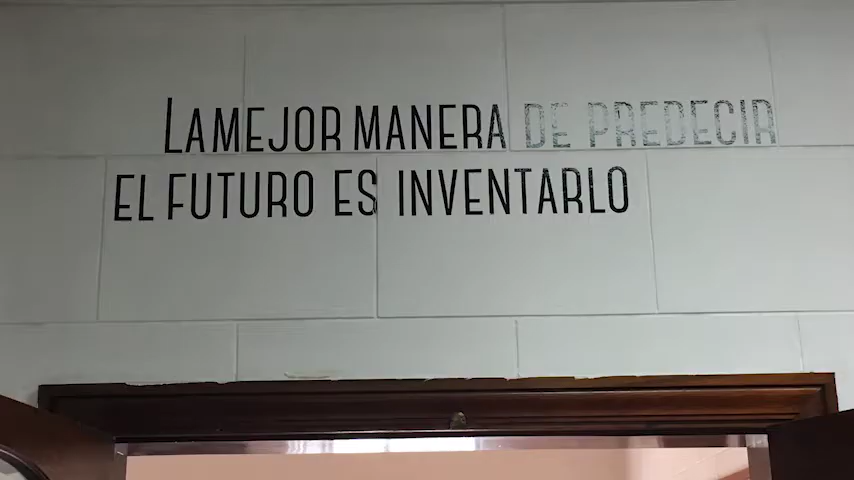 LA MEJOR MANERA DE PREDECIR
EL FUTURO ES INVENTARLO